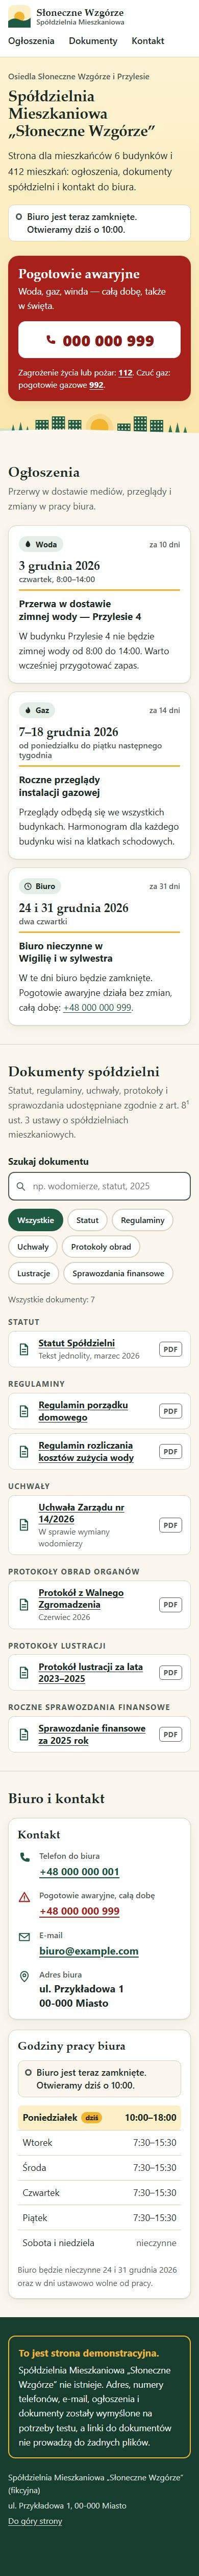 Słoneczne Wzgórze
Spółdzielnia Mieszkaniowa
Ogłoszenia Dokumenty Kontakt
Osiedla Słoneczne Wzgórze i Przylesie
Spółdzielnia
Mieszkaniowa
„Słoneczne Wzgórze”
Strona dla mieszkańców 6 budynków i
412 mieszkań: ogłoszenia, dokumenty
spółdzielni i kontakt do biura.
Biuro jest teraz zamknięte.
Otwieramy dziś o 10:00.
Pogotowie awaryjne
Woda, gaz, winda — całą dobę, także
w święta.
000 000 999
Zagrożenie życia lub pożar: 112. Czuć gaz:
pogotowie gazowe 992.
Ogłoszenia
Przerwy w dostawie mediów, przeglądy i
zmiany w pracy biura.
Woda za 10 dni
3 grudnia 2026
czwartek, 8:00–14:00
Przerwa w dostawie
zimnej wody — Przylesie 4
W budynku Przylesie 4 nie będzie
zimnej wody od 8:00 do 14:00. Warto
wcześniej przygotować zapas.
Gaz za 14 dni
7–18 grudnia 2026
od poniedziałku do piątku następnego
tygodnia
Roczne przeglądy
instalacji gazowej
Przeglądy odbędą się we wszystkich
budynkach. Harmonogram dla każdego
budynku wisi na klatkach schodowych.
Biuro za 31 dni
24 i 31 grudnia 2026
dwa czwartki
Biuro nieczynne w
Wigilię i w sylwestra
W te dni biuro będzie zamknięte.
Pogotowie awaryjne działa bez zmian,
całą dobę: +48 000 000 999.
Dokumenty spółdzielni
Statut, regulaminy, uchwały, protokoły i
sprawozdania udostępniane zgodnie z art. 8¹
ust. 3 ustawy o spółdzielniach
mieszkaniowych.
Szukaj dokumentu
np. wodomierze, statut, 2025
Wszystkie Statut Regulaminy
Uchwały Protokoły obrad
Lustracje Sprawozdania finansowe
Wszystkie dokumenty: 7
STATUT
Statut Spółdzielni
Tekst jednolity, marzec 2026
PDF
REGULAMINY
Regulamin porządku
domowego
PDF
Regulamin rozliczania
kosztów zużycia wody
PDF
UCHWAŁY
Uchwała Zarządu nr
14/2026
W sprawie wymiany
wodomierzy
PDF
PROTOKOŁY OBRAD ORGANÓW
Protokół z Walnego
Zgromadzenia
Czerwiec 2026
PDF
PROTOKOŁY LUSTRACJI
Protokół lustracji za lata
2023–2025
PDF
ROCZNE SPRAWOZDANIA FINANSOWE
Sprawozdanie finansowe
za 2025 rok
PDF
Biuro i kontakt
Kontakt
Telefon do biura
+48 000 000 001
Pogotowie awaryjne, całą dobę
+48 000 000 999
E-mail
biuro@example.com
Adres biura
ul. Przykładowa 1
00-000 Miasto
Godziny pracy biura
Biuro jest teraz zamknięte.
Otwieramy dziś o 10:00.
Poniedziałek dziś 10:00–18:00
Wtorek 7:30–15:30
Środa 7:30–15:30
Czwartek 7:30–15:30
Piątek 7:30–15:30
Sobota i niedziela nieczynne
Biuro będzie nieczynne 24 i 31 grudnia 2026
oraz w dni ustawowo wolne od pracy.
To jest strona demonstracyjna.
Spółdzielnia Mieszkaniowa „Słoneczne
Wzgórze” nie istnieje. Adres, numery
telefonów, e-mail, ogłoszenia i
dokumenty zostały wymyślone na
potrzeby testu, a linki do dokumentów
nie prowadzą do żadnych plików.
Spółdzielnia Mieszkaniowa „Słoneczne Wzgórze”
(fikcyjna)
ul. Przykładowa 1, 00-000 Miasto
Do góry strony